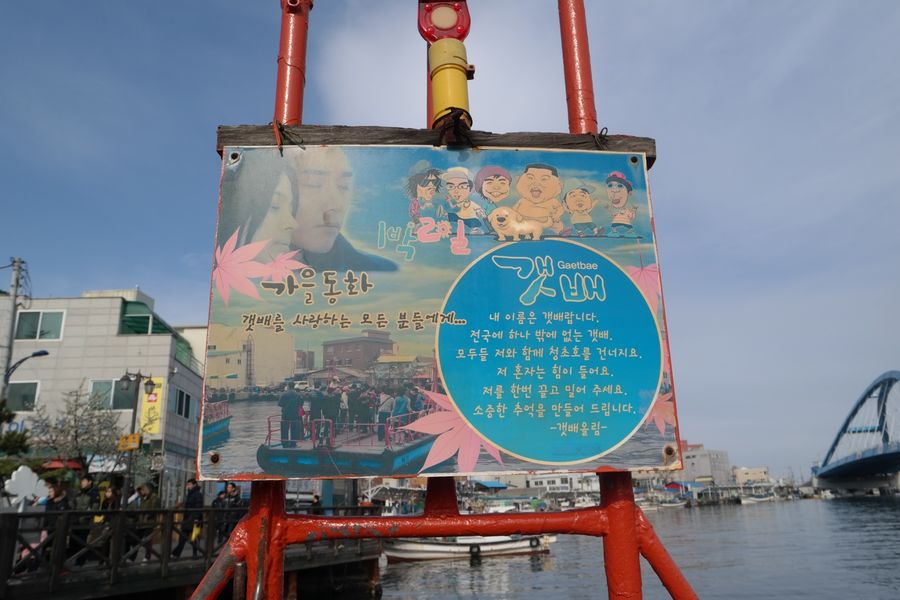 1박2일
가을동화
갯배를 사랑하는 모든 분들에게...
Gaetbae
갯배
내 이름은 갯배랍니다.
전국에 하나 밖에 없는 갯배.
모두들 저와 함께 청초호를 건너지요.
저 혼자는 힘이 들어요.
저를 한번 끌고 밀어 주세요.
소중한 추억을 만들어 드립니다.
-갯배올림-